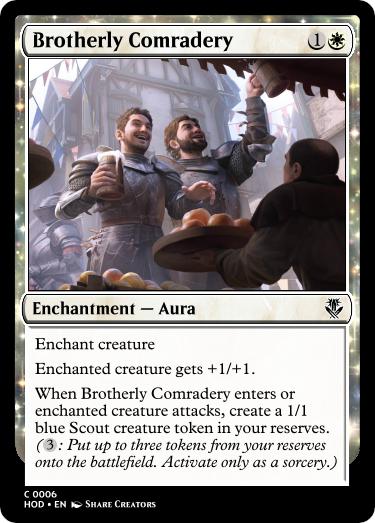 Brotherly Comradery 1
Enchantment — Aura
Enchant creature
Enchanted creature gets +1/+1.
When Brotherly Comradery enters or
enchanted creature attacks, create a 1/1
blue Scout creature token in your reserves.
(3: Put up to three tokens from your reserves
onto the battlefield. Activate only as a sorcery.)
C 0006
HOD • EN Share Creators